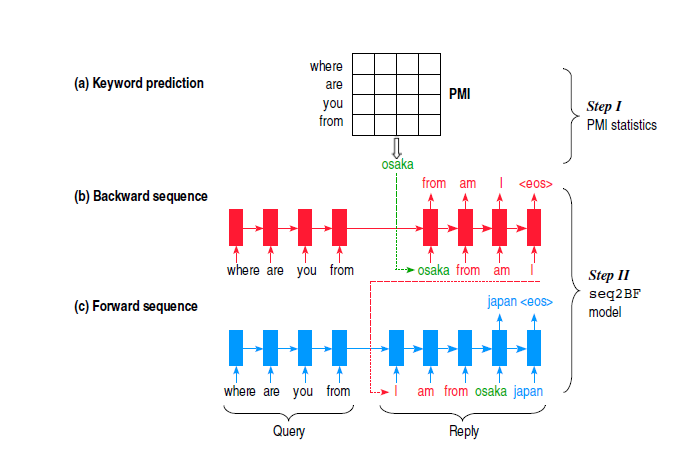 (a) Keyword prediction
where
are
you
from
PMI
Step I
PMI statistics
osaka
(b) Backward sequence
from am I <eos>
where are you from
osaka from am I
Step II
seq2BF
model
(c) Forward sequence
japan <eos>
where are you from
I am from osaka japan
Query
Reply